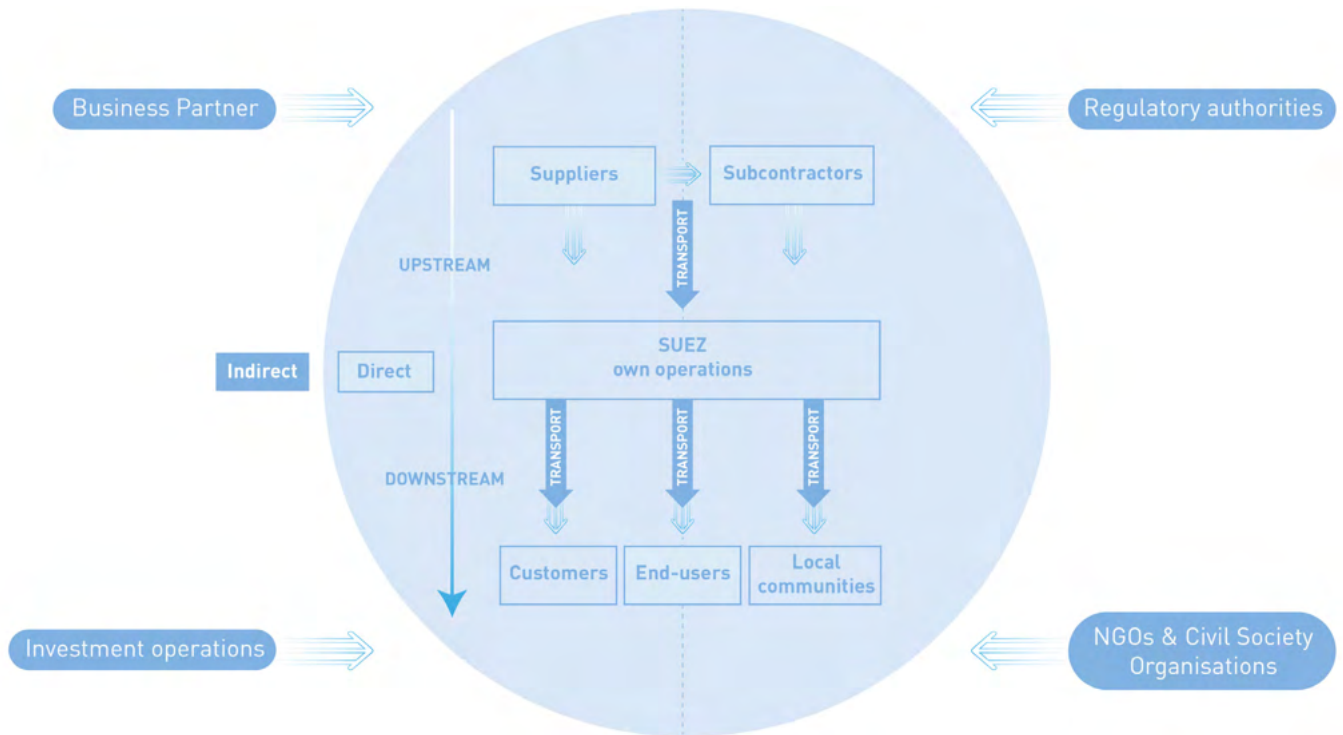 Business Partner
Regulatory authorities
Suppliers
Subcontractors
TRANSPORT
UPSTREAM
SUEZ
own operations
Indirect
Direct
TRANSPORT
TRANSPORT
TRANSPORT
DOWNSTREAM
Customers
End-users
Local
communities
Investment operations
NGOs & Civil Society
Organisations